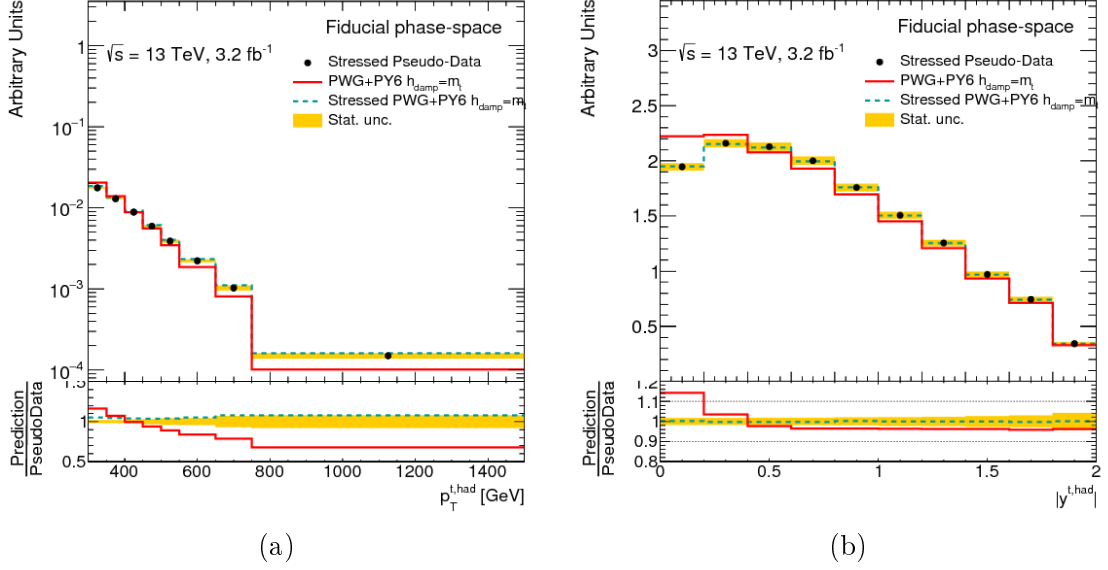 Arbitrary Units
Fiducial phase-space
√s = 13 TeV, 3.2 fb⁻¹
Stressed Pseudo-Data
PWG+PY6 h_damp=m_t
Stressed PWG+PY6 h_damp=m_t
Stat. unc.
1
10⁻¹
10⁻²
10⁻³
10⁻⁴
Prediction
PseudoData
1.5
1
0.5
400 600 800 1000 1200 1400
p_T^t,had [GeV]
(a)
Arbitrary Units
Fiducial phase-space
√s = 13 TeV, 3.2 fb⁻¹
Stressed Pseudo-Data
PWG+PY6 h_damp=m_t
Stressed PWG+PY6 h_damp=m_t
Stat. unc.
3
2.5
2
1.5
1
0.5
Prediction
PseudoData
1.2
1.1
1
0.9
0.8
0 0.5 1 1.5 2
|y^t,had|
(b)